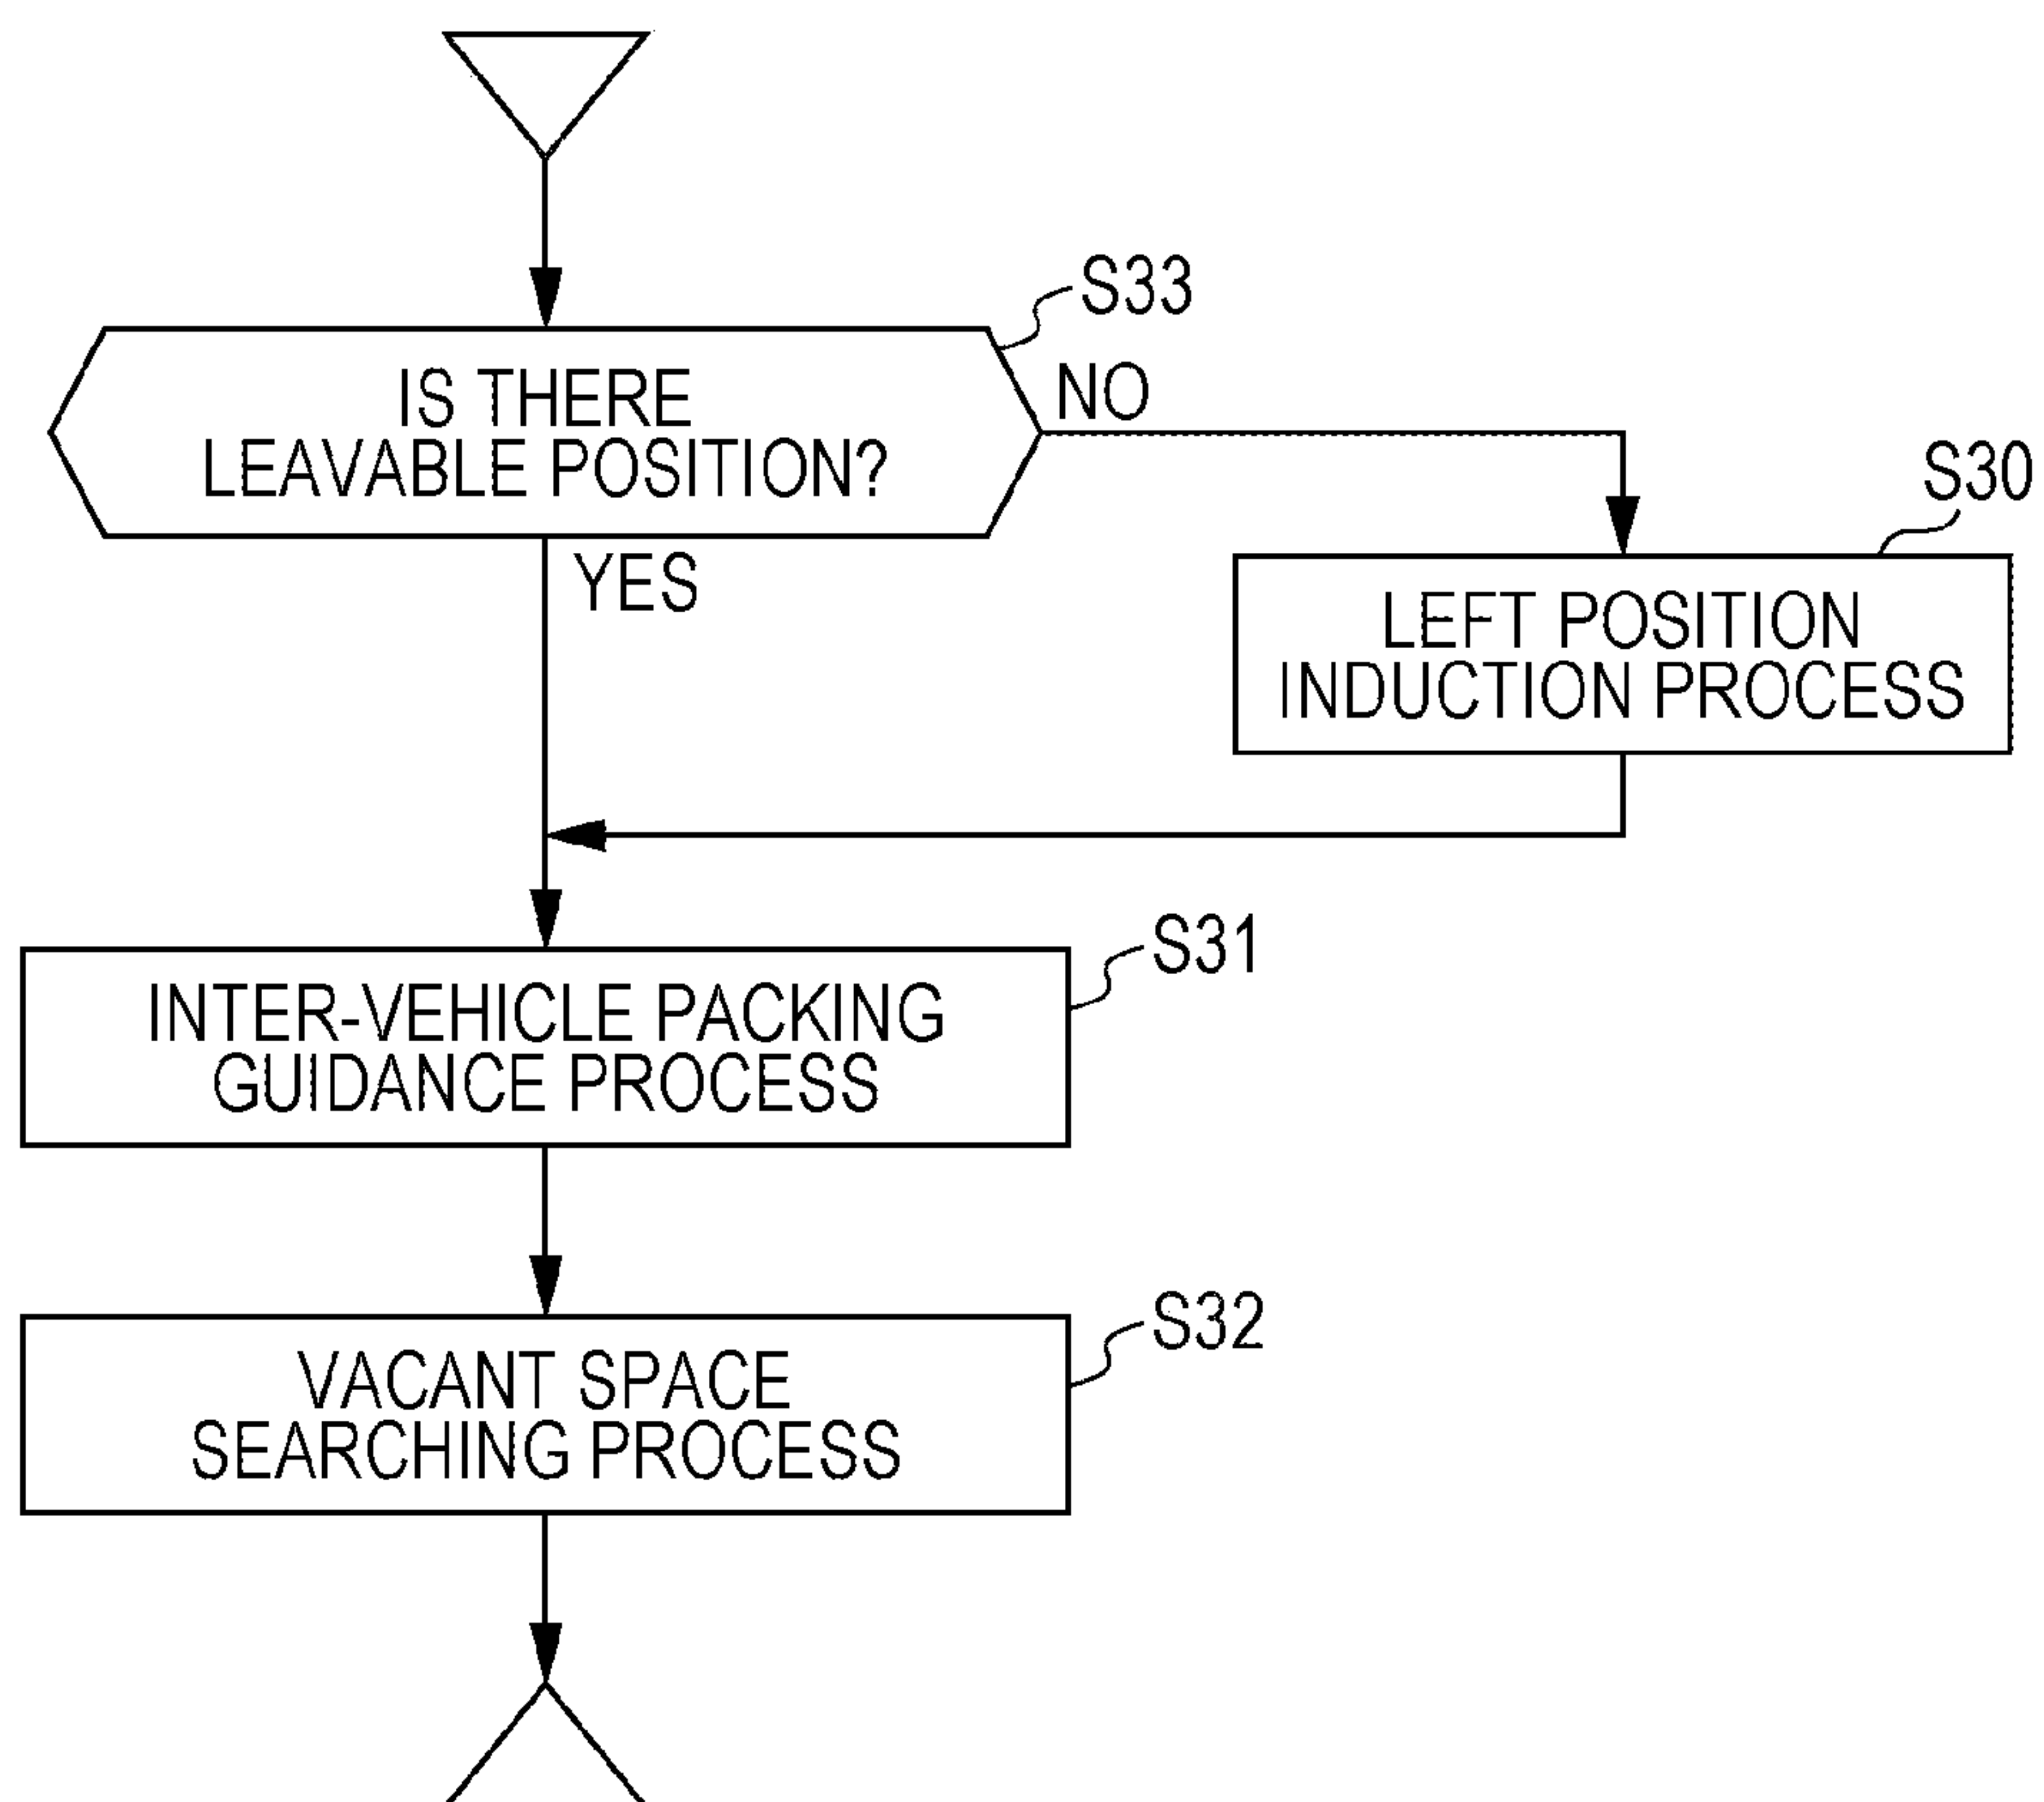 S33
IS THERE
LEAVABLE POSITION?
NO
YES
S30
LEFT POSITION
INDUCTION PROCESS
S31
INTER-VEHICLE PACKING
GUIDANCE PROCESS
S32
VACANT SPACE
SEARCHING PROCESS